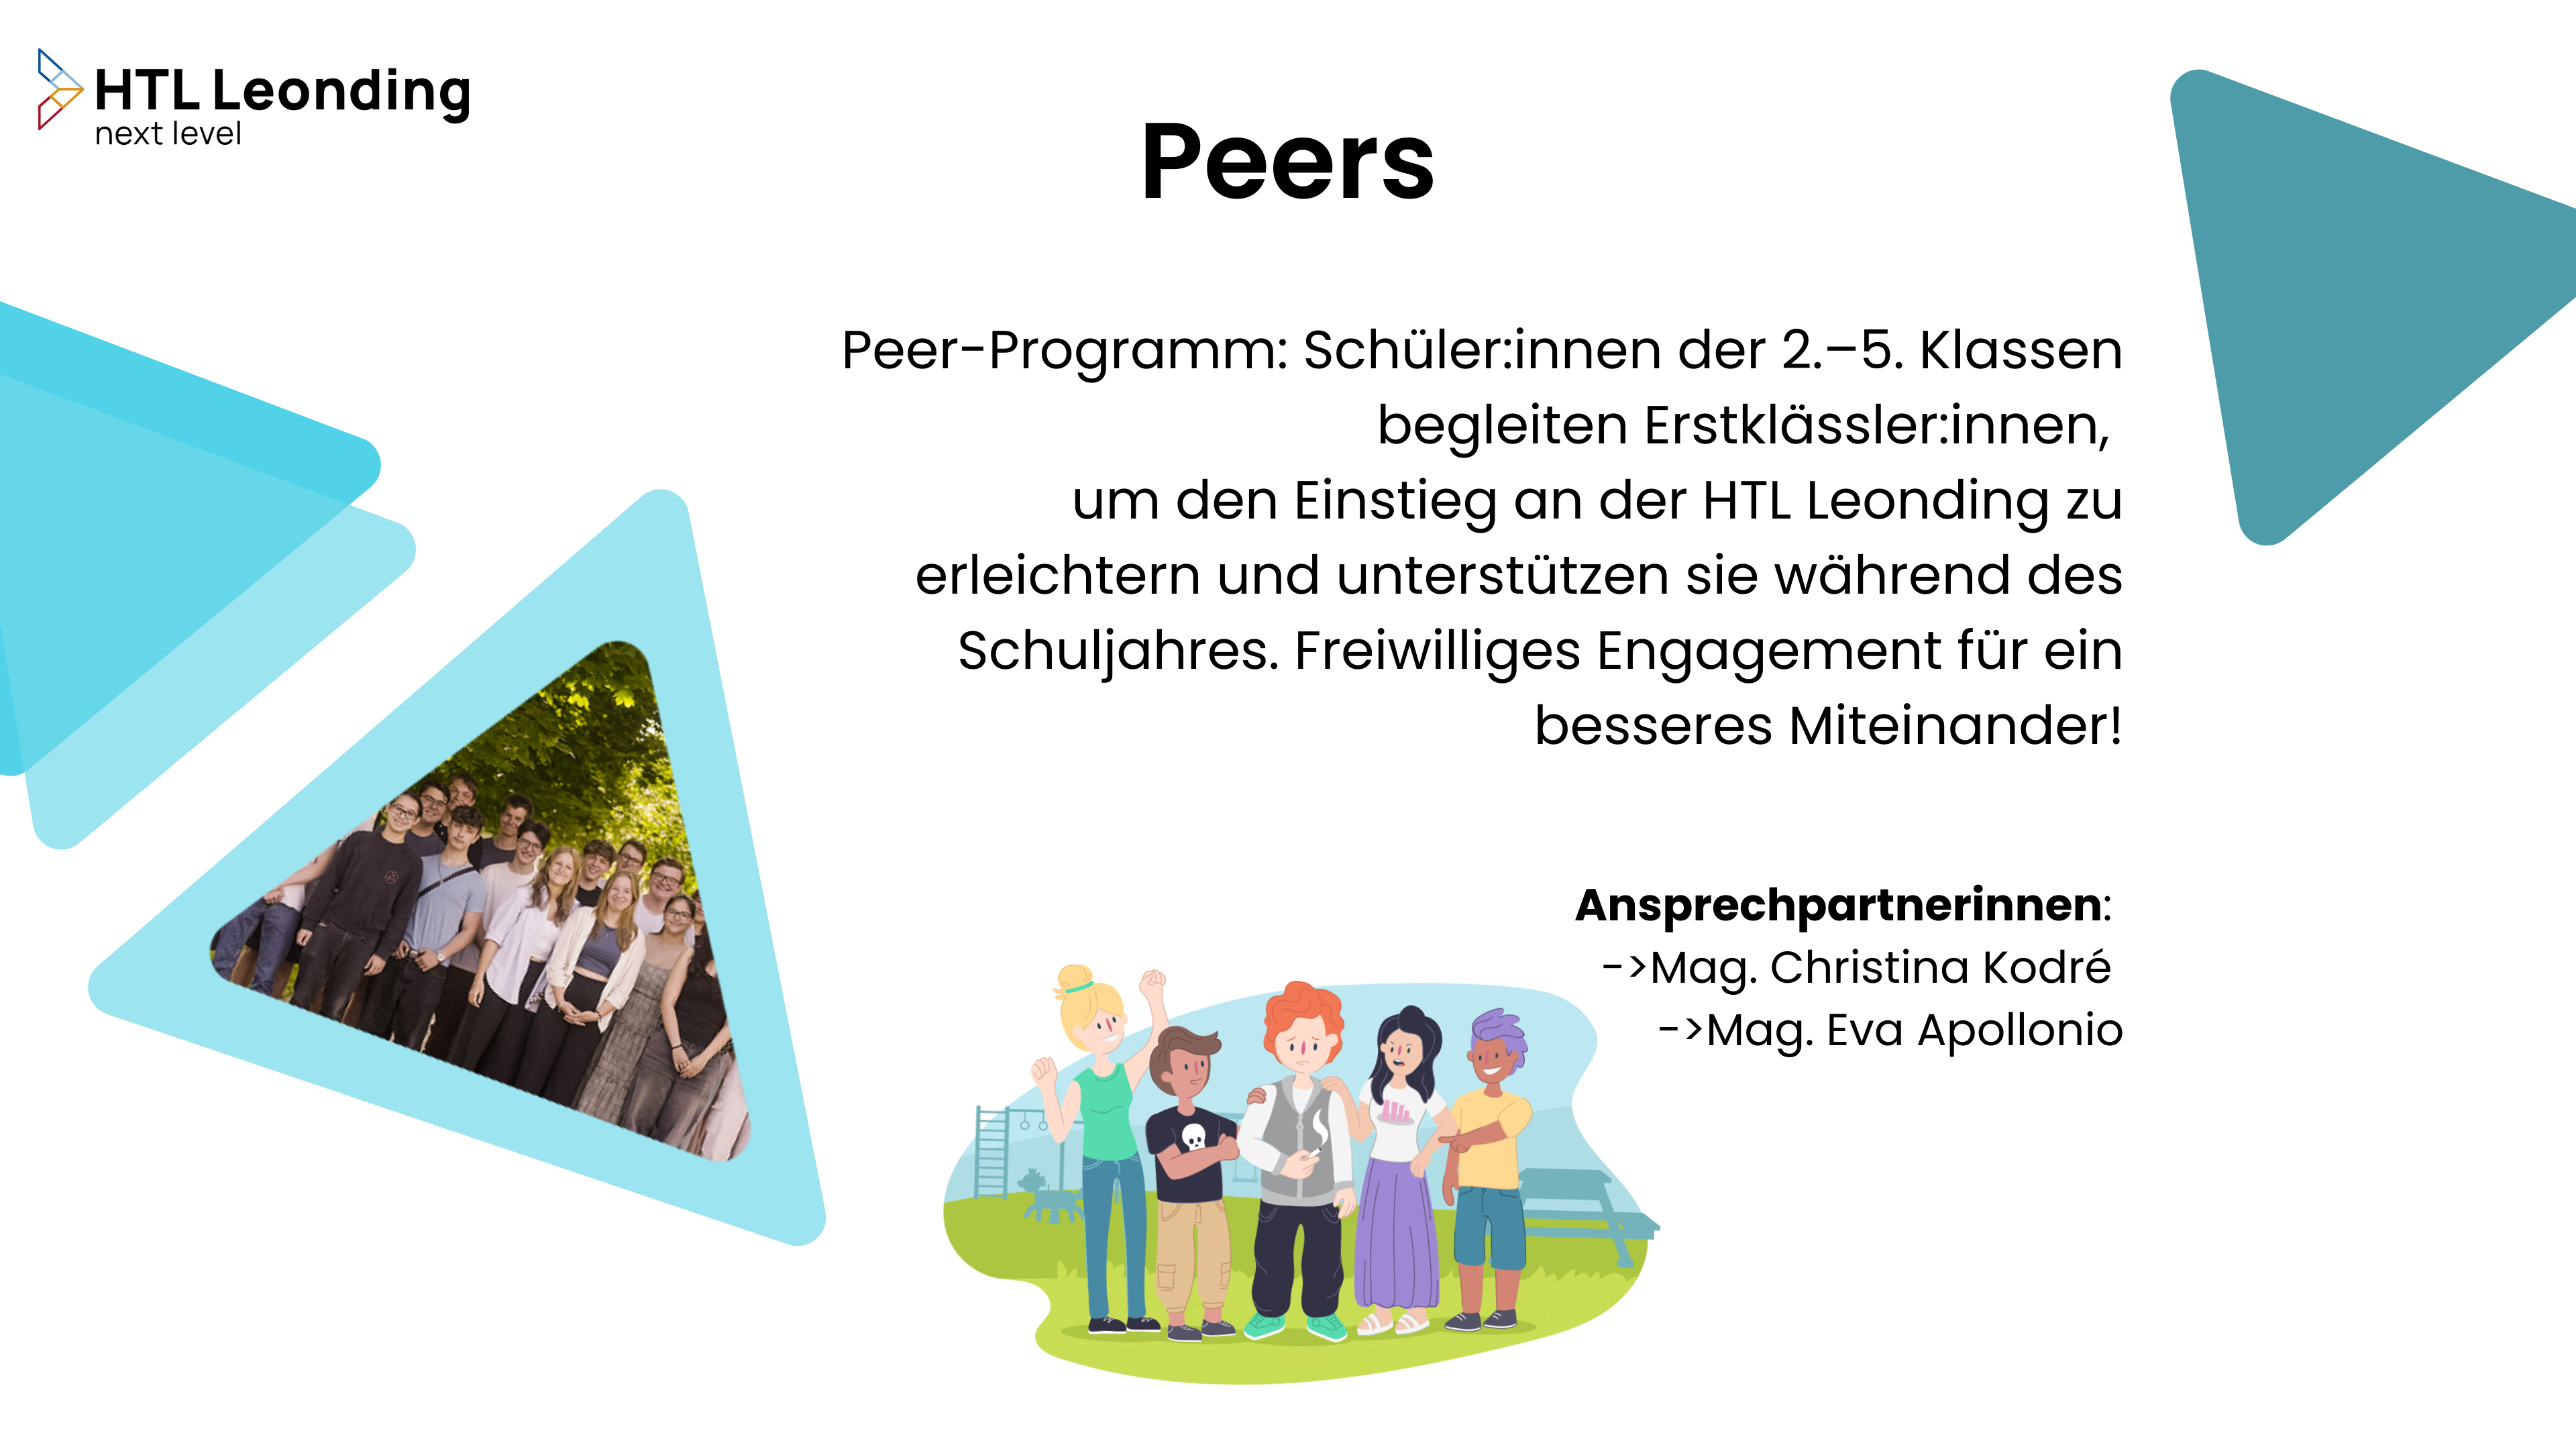 HTL Leonding
next level
Peers
Peer-Programm: Schüler:innen der 2.–5. Klassen
begleiten Erstklässler:innen,
um den Einstieg an der HTL Leonding zu
erleichtern und unterstützen sie während des
Schuljahres. Freiwilliges Engagement für ein
besseres Miteinander!
Ansprechpartnerinnen:
->Mag. Christina Kodré
->Mag. Eva Apollonio